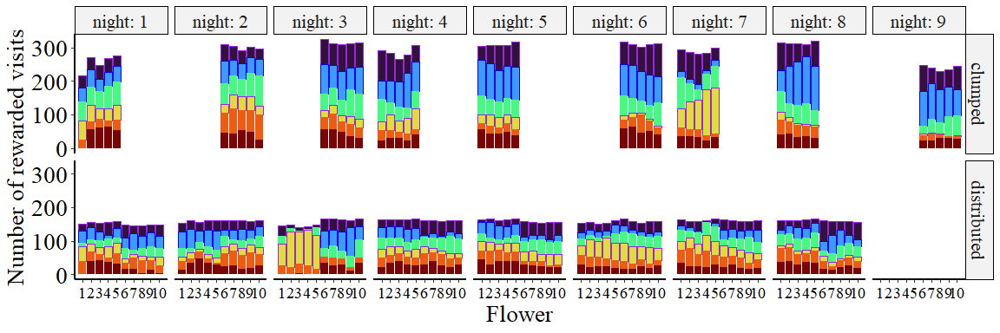 night: 1 night: 2 night: 3 night: 4 night: 5 night: 6 night: 7 night: 8 night: 9
Number of rewarded visits
300
200
100
0
clumped
300
200
100
0
distributed
12345678910 12345678910 12345678910 12345678910 12345678910 12345678910 12345678910 12345678910 12345678910
Flower